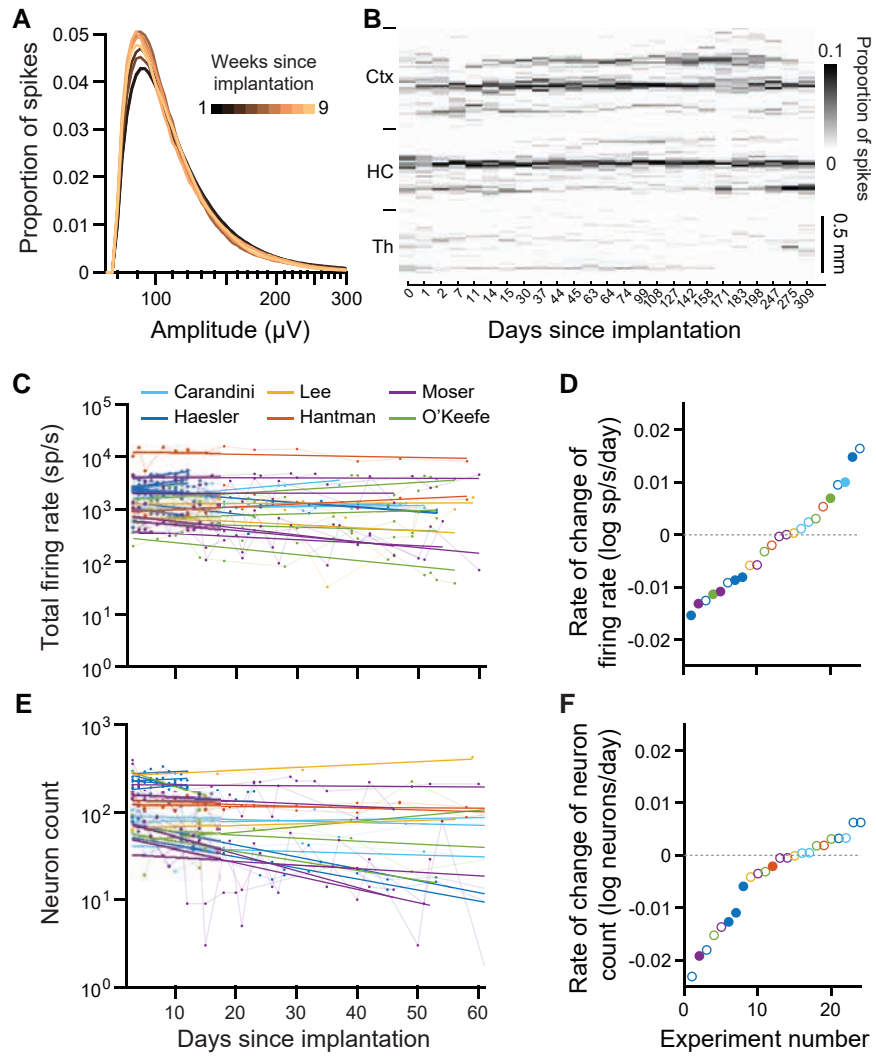 A
0.05
0.04
0.03
0.02
0.01
0
Proportion of spikes
Weeks since
implantation
1
9
100
200
300
Amplitude (µV)
B
Ctx
HC
Th
0.1
0
Proportion
of spikes
0.5 mm
0 1 2 7 11 14 15 30 37 44 45 63 64 74 99 108 127 142 158 171 183 198 247 275 309
Days since implantation
C
Carandini
Lee
Moser
Haesler
Hantman
O'Keefe
10⁵
10⁴
10³
10²
10¹
10⁰
Total firing rate (sp/s)
D
0.02
0.01
0
-0.01
-0.02
Rate of change of
firing rate (log sp/s/day)
E
10³
10²
10¹
10⁰
Neuron count
10 20 30 40 50 60
Days since implantation
F
0.02
0.01
0
-0.01
-0.02
Rate of change of neuron
count (log neurons/day)
0 10 20
Experiment number